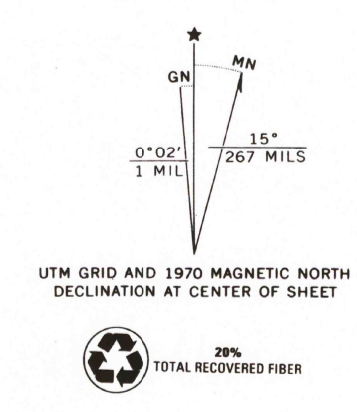 ★
GN
MN
0°02'
1 MIL
15°
267 MILS
UTM GRID AND 1970 MAGNETIC NORTH
DECLINATION AT CENTER OF SHEET
20%
TOTAL RECOVERED FIBER